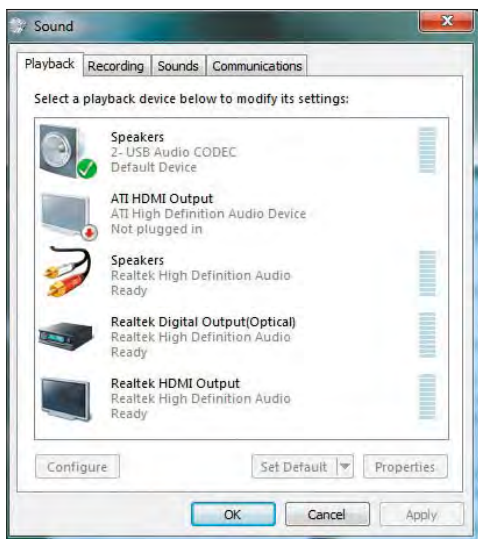 Sound
Playback Recording Sounds Communications
Select a playback device below to modify its settings:
Speakers
2- USB Audio CODEC
Default Device
ATI HDMI Output
ATI High Definition Audio Device
Not plugged in
Speakers
Realtek High Definition Audio
Ready
Realtek Digital Output(Optical)
Realtek High Definition Audio
Ready
Realtek HDMI Output
Realtek High Definition Audio
Ready
Configure Set Default Properties
OK Cancel Apply